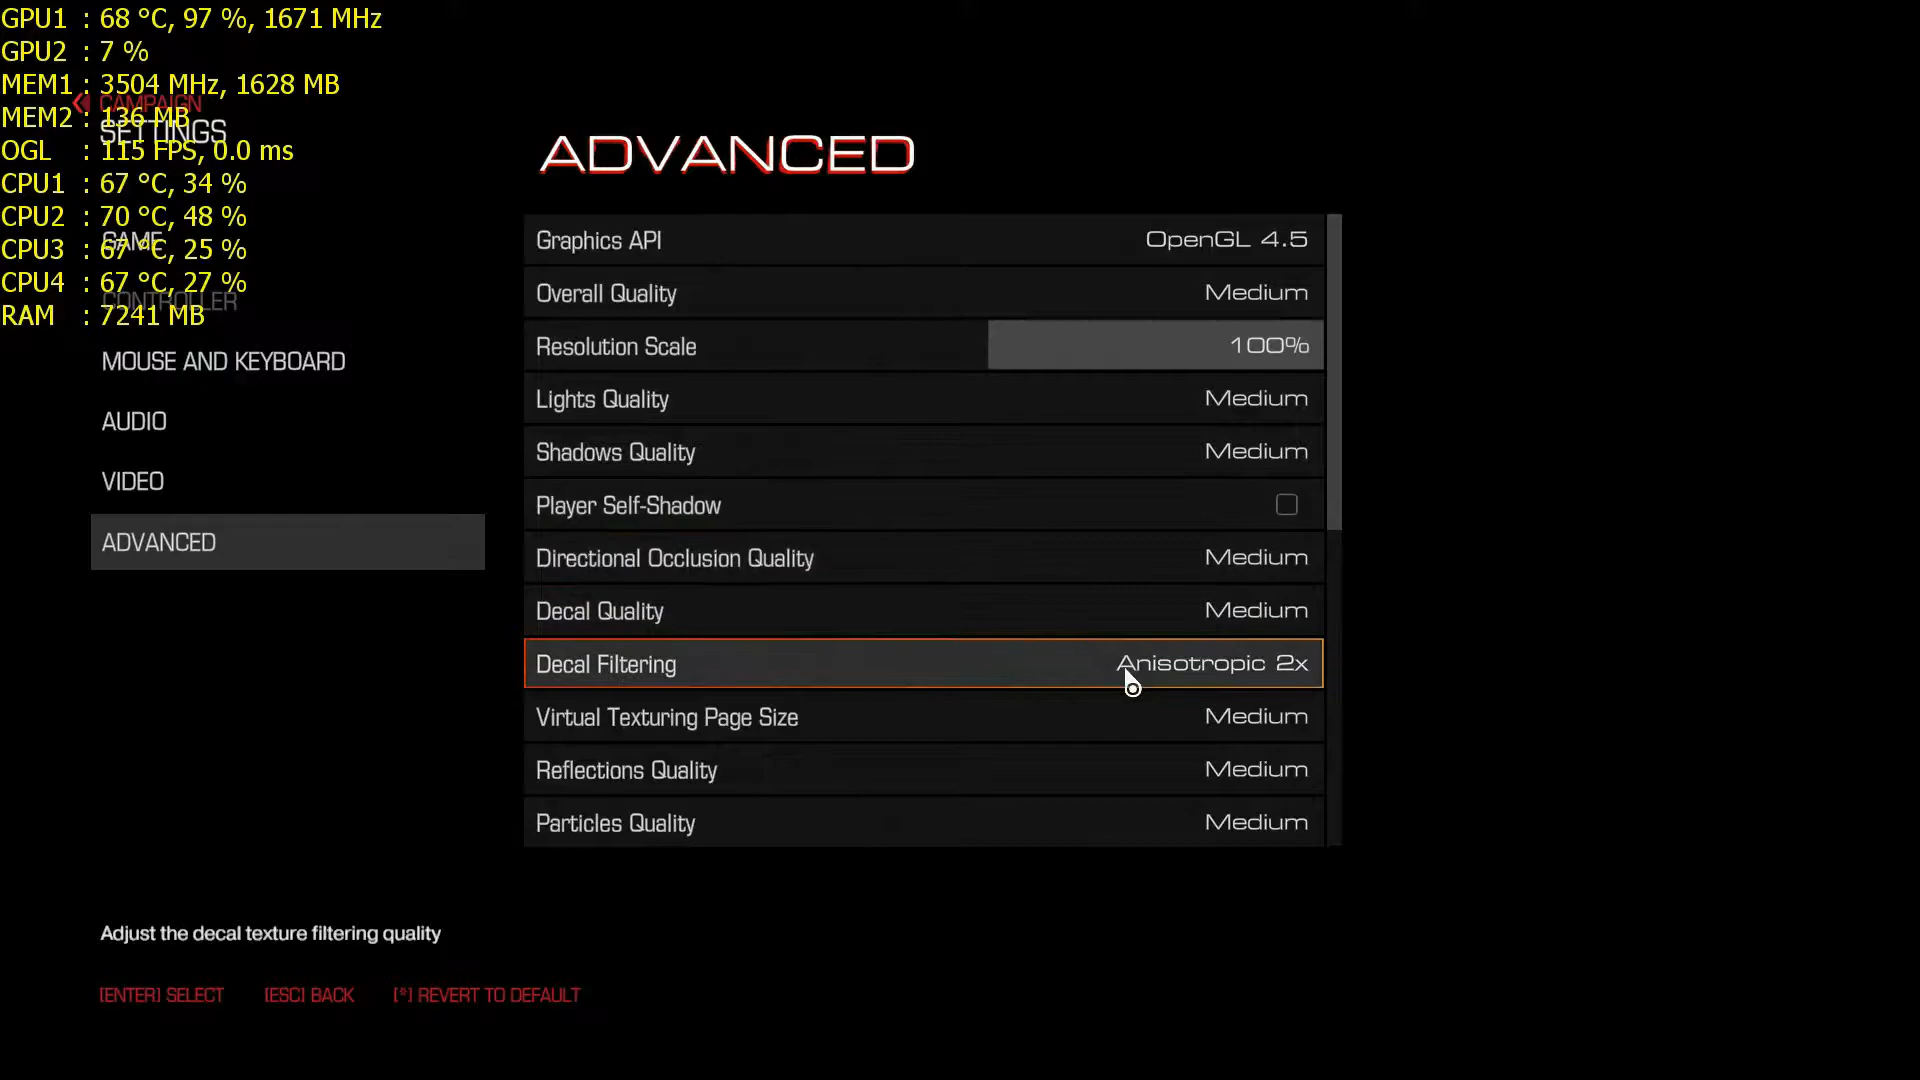 GPU1 : 68 °C, 97 %, 1671 MHz
GPU2 : 7 %
MEM1 : 3504 MHz, 1628 MB
MEM2 : 136 MB
OGL : 115 FPS, 0.0 ms
CPU1 : 67 °C, 34 %
CPU2 : 70 °C, 48 %
CPU3 : 67 °C, 25 %
CPU4 : 67 °C, 27 %
RAM : 7241 MB
CAMPAIGN
SETTINGS
GAME
CONTROLLER
MOUSE AND KEYBOARD
AUDIO
VIDEO
ADVANCED
ADVANCED
Graphics API OpenGL 4.5
Overall Quality Medium
Resolution Scale 100%
Lights Quality Medium
Shadows Quality Medium
Player Self-Shadow
Directional Occlusion Quality Medium
Decal Quality Medium
Decal Filtering Anisotropic 2x
Virtual Texturing Page Size Medium
Reflections Quality Medium
Particles Quality Medium
Adjust the decal texture filtering quality
[ENTER] SELECT [ESC] BACK [*] REVERT TO DEFAULT